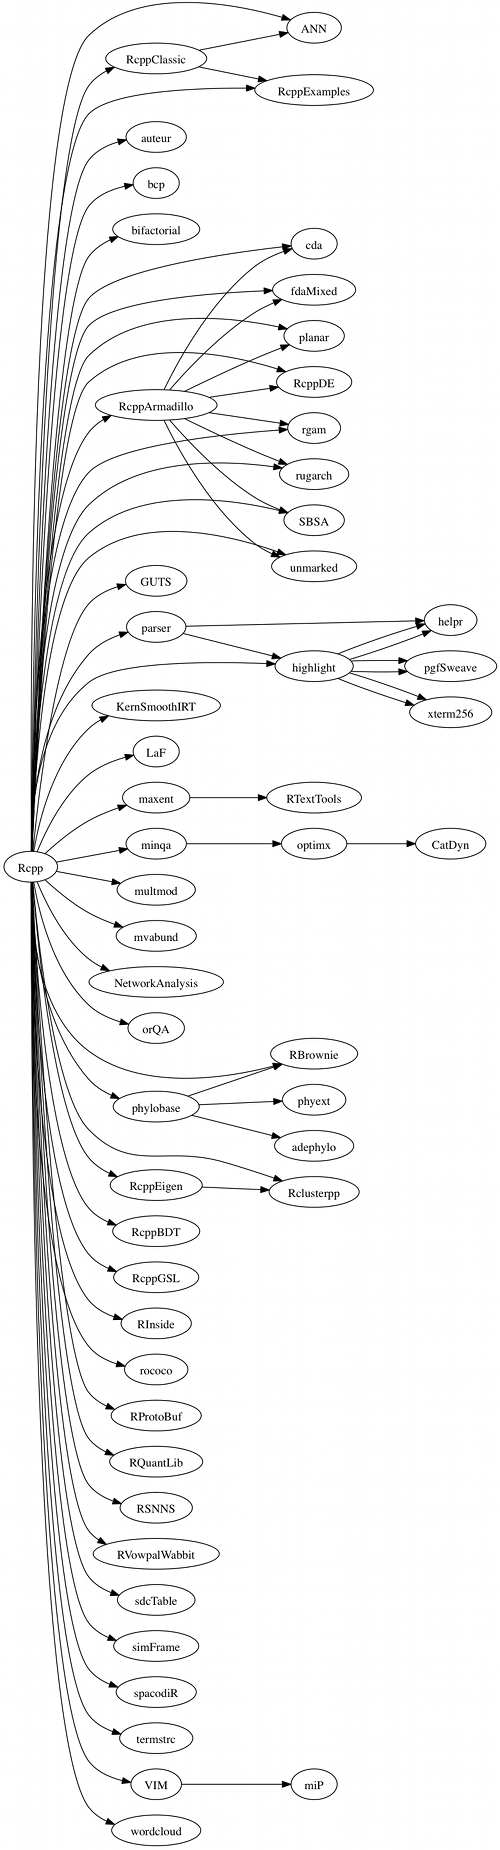 ANN
RcppClassic
RcppExamples
auteur
bcp
bifactorial
cda
fdaMixed
planar
RcppDE
RcppArmadillo
rgam
rugarch
SBSA
unmarked
GUTS
helpr
parser
highlight
pgfSweave
KernSmoothIRT
xterm256
LaF
maxent
RTextTools
minqa
optimx
CatDyn
Rcpp
multmod
mvabund
NetworkAnalysis
orQA
RBrownie
phylobase
phyext
adephylo
RcppEigen
Rclusterpp
RcppBDT
RcppGSL
RInside
rococo
RProtoBuf
RQuantLib
RSNNS
RVowpalWabbit
sdcTable
simFrame
spacodiR
termstrc
VIM
miP
wordcloud